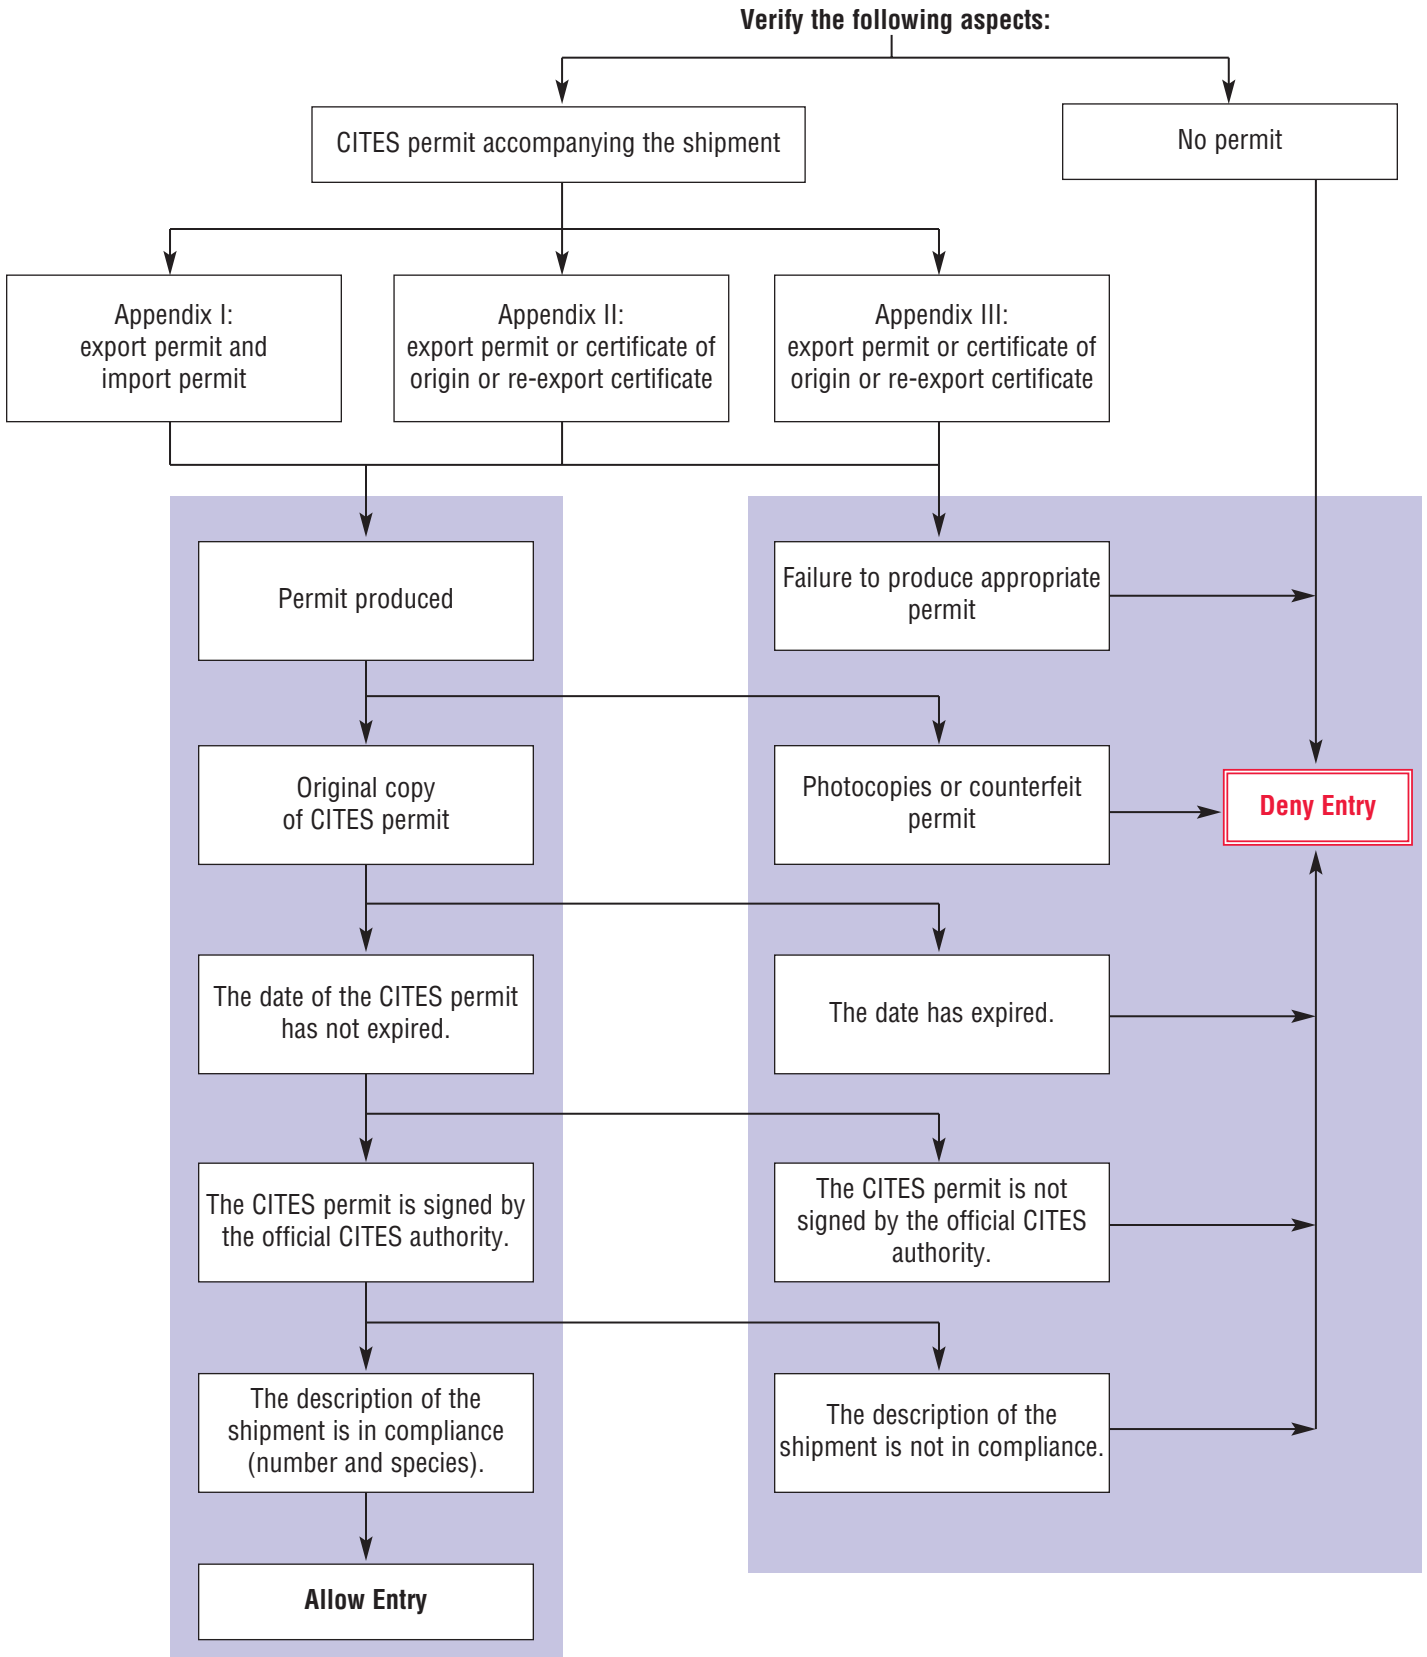 Verify the following aspects:
CITES permit accompanying the shipment
No permit
Appendix I:
export permit and
import permit
Appendix II:
export permit or certificate of
origin or re-export certificate
Appendix III:
export permit or certificate of
origin or re-export certificate
Permit produced
Failure to produce appropriate
permit
Original copy
of CITES permit
Photocopies or counterfeit
permit
Deny Entry
The date of the CITES permit
has not expired.
The date has expired.
The CITES permit is signed by
the official CITES authority.
The CITES permit is not
signed by the official CITES
authority.
The description of the
shipment is in compliance
(number and species).
The description of the
shipment is not in compliance.
Allow Entry